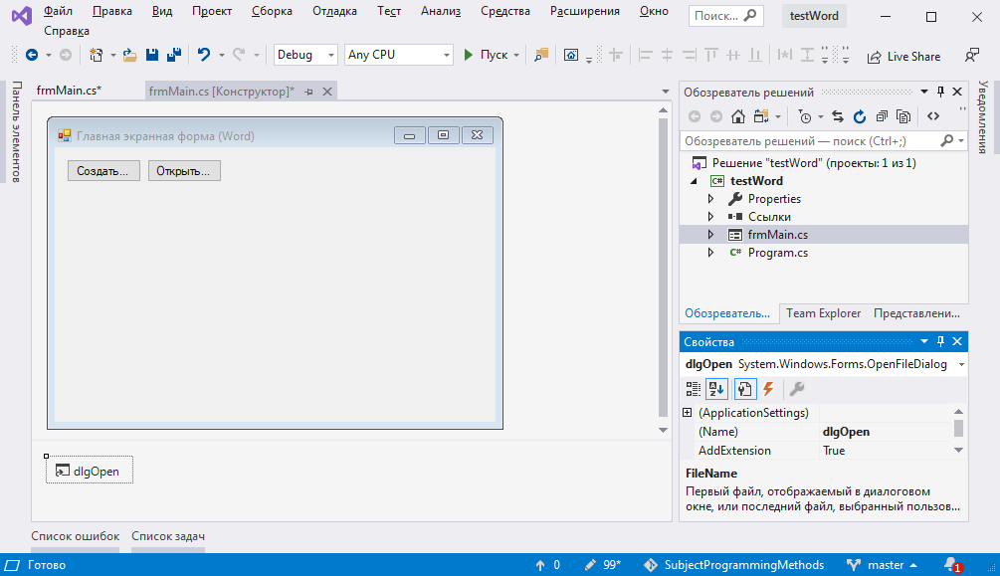 Файл Правка Вид Проект Сборка Отладка Тест Анализ Средства Расширения Окно Поиск... testWord
Справка
Debug Any CPU Пуск Live Share
Панель элементов
frmMain.cs* frmMain.cs [Конструктор]*
Главная экранная форма (Word)
Создать... Открыть...
dlgOpen
Обозреватель решений
Обозреватель решений — поиск (Ctrl+;)
Решение "testWord" (проекты: 1 из 1)
C# testWord
Properties
Ссылки
frmMain.cs
C# Program.cs
Обозреватель... Team Explorer Представлени...
Уведомления
Свойства
dlgOpen System.Windows.Forms.OpenFileDialog
(ApplicationSettings)
(Name) dlgOpen
AddExtension True
FileName
Первый файл, отображаемый в диалоговом
окне, или последний файл, выбранный пользов...
Список ошибок Список задач
Готово 0 99* SubjectProgrammingMethods master 1